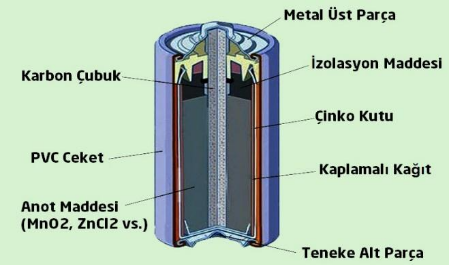 Metal Üst Parça
Karbon Çubuk
İzolasyon Maddesi
Çinko Kutu
PVC Ceket
Kaplamalı Kağıt
Anot Maddesi
(MnO2, ZnCl2 vs.)
Teneke Alt Parça